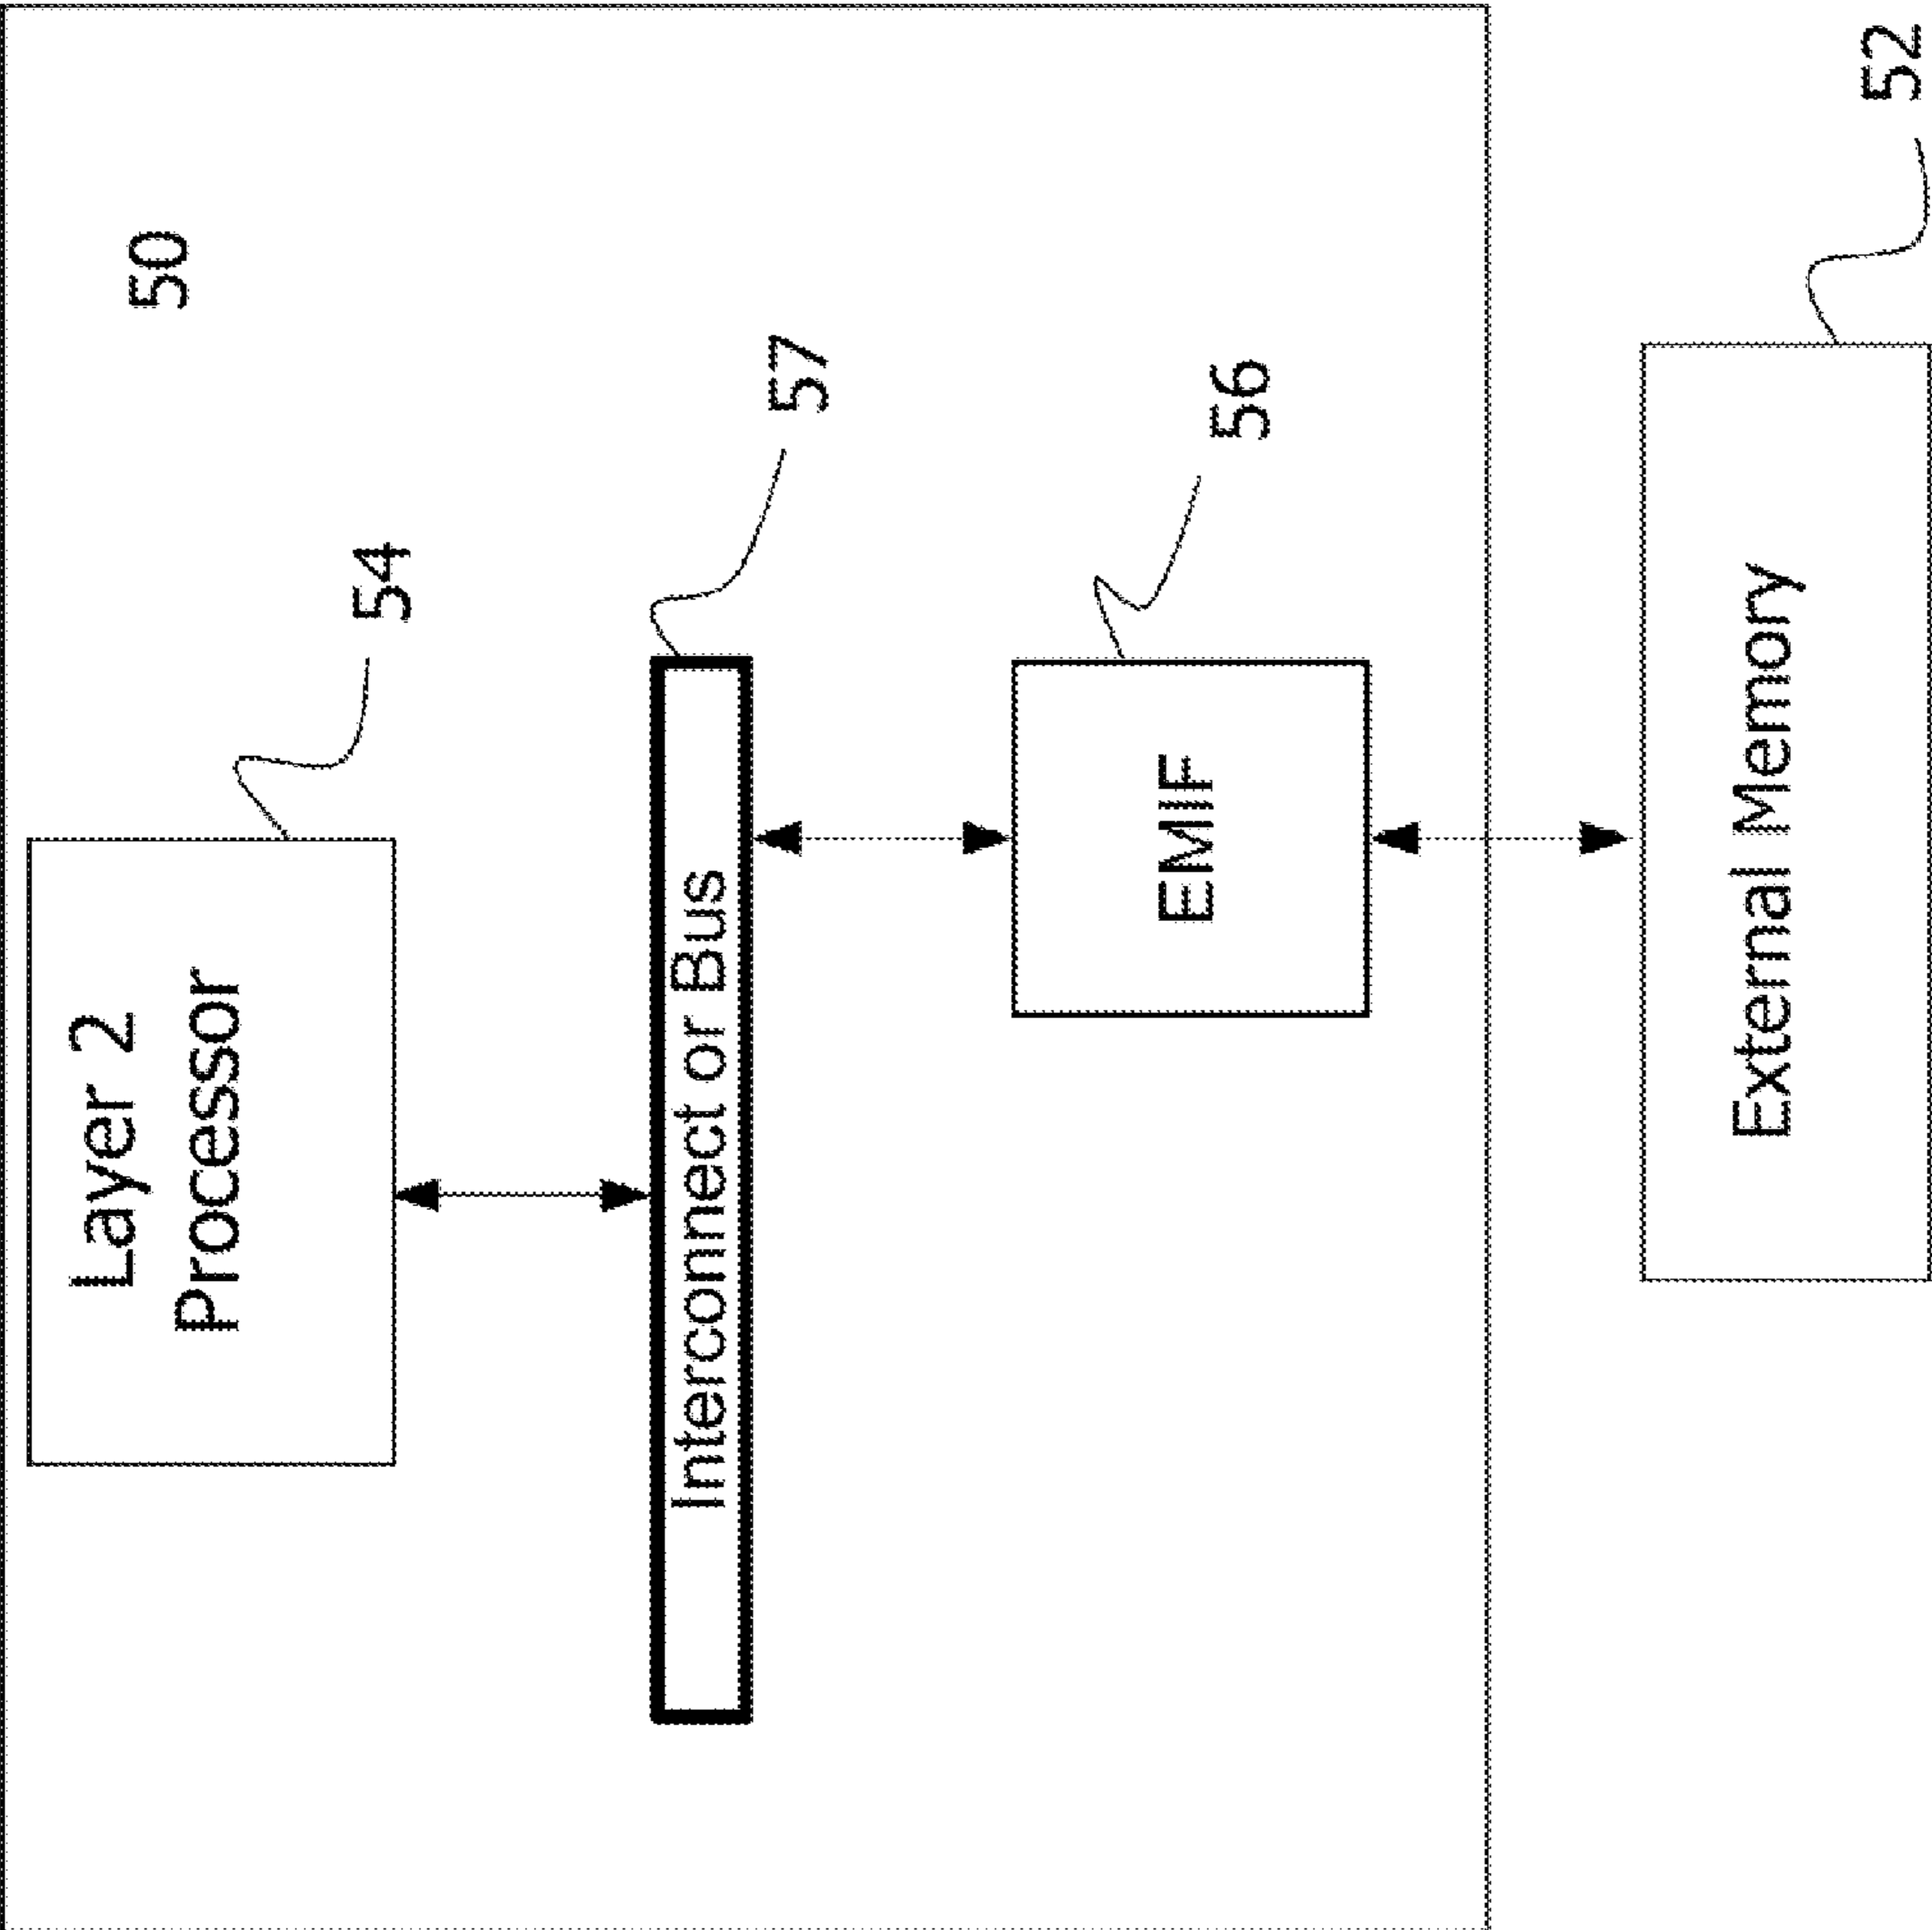 Layer 2
Processor
54
50
Interconnect or Bus
57
EMIF
56
External Memory
52